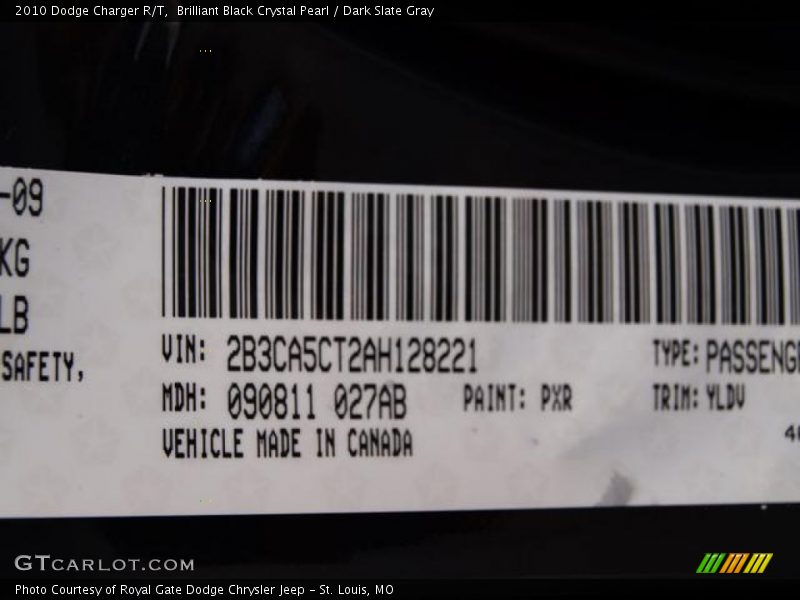 2010 Dodge Charger R/T, Brilliant Black Crystal Pearl / Dark Slate Gray
-09
KG
LB
SAFETY,
VIN: 2B3CA5CT2AH128221 TYPE: PASSENGE
MDH: 090811 027AB PAINT: PXR TRIM: YLDV
VEHICLE MADE IN CANADA
GTCARLOT.COM
Photo Courtesy of Royal Gate Dodge Chrysler Jeep - St. Louis, MO